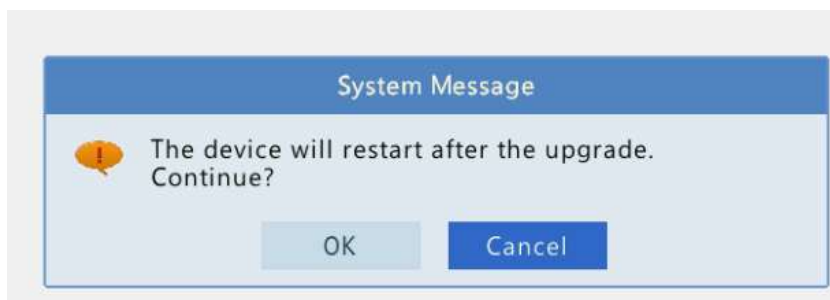 System Message
The device will restart after the upgrade.
Continue?
OK
Cancel